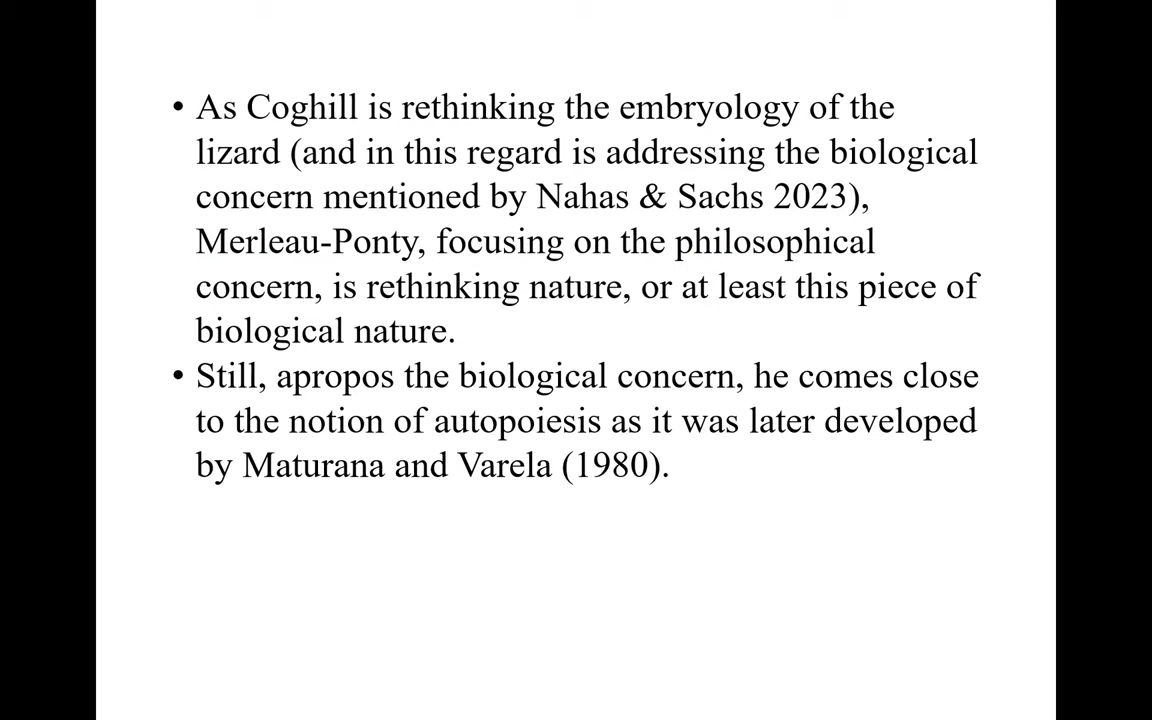 • As Coghill is rethinking the embryology of the
lizard (and in this regard is addressing the biological
concern mentioned by Nahas & Sachs 2023),
Merleau-Ponty, focusing on the philosophical
concern, is rethinking nature, or at least this piece of
biological nature.
• Still, apropos the biological concern, he comes close
to the notion of autopoiesis as it was later developed
by Maturana and Varela (1980).